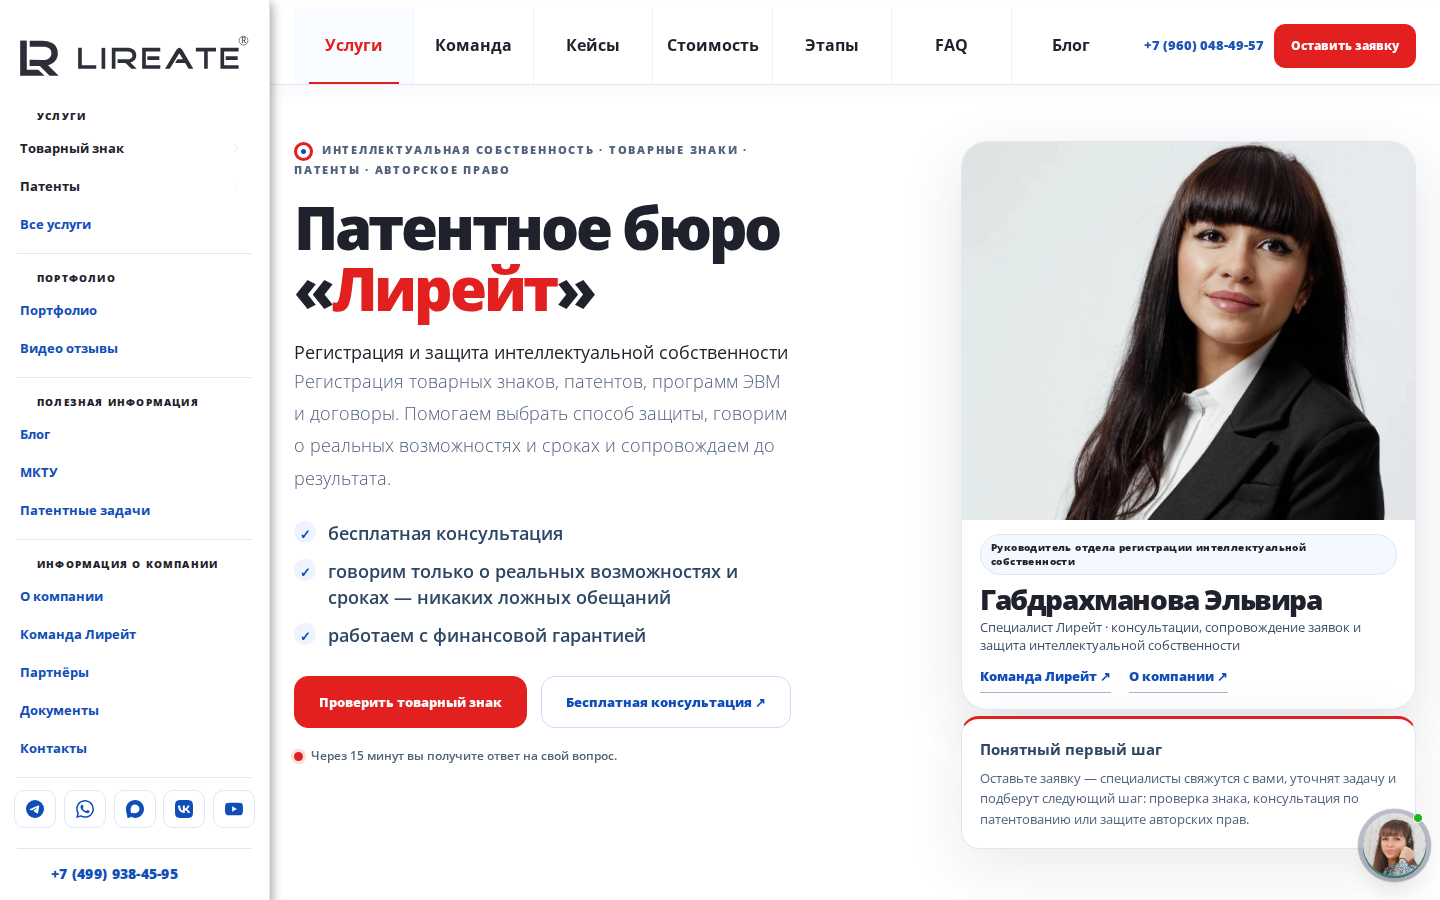 LIREATE®
УСЛУГИ
Товарный знак
Патенты
Все услуги
ПОРТФОЛИО
Портфолио
Видео отзывы
ПОЛЕЗНАЯ ИНФОРМАЦИЯ
Блог
МКТУ
Патентные задачи
ИНФОРМАЦИЯ О КОМПАНИИ
О компании
Команда Лирейт
Партнёры
Документы
Контакты
+7 (499) 938-45-95
Услуги
Команда
Кейсы
Стоимость
Этапы
FAQ
Блог
+7 (960) 048-49-57
Оставить заявку
ИНТЕЛЛЕКТУАЛЬНАЯ СОБСТВЕННОСТЬ · ТОВАРНЫЕ ЗНАКИ ·
ПАТЕНТЫ · АВТОРСКОЕ ПРАВО
Патентное бюро
«Лирейт»
Регистрация и защита интеллектуальной собственности
Регистрация товарных знаков, патентов, программ ЭВМ
и договоры. Помогаем выбрать способ защиты, говорим
о реальных возможностях и сроках и сопровождаем до
результата.
✓ бесплатная консультация
✓ говорим только о реальных возможностях и
сроках — никаких ложных обещаний
✓ работаем с финансовой гарантией
Проверить товарный знак
Бесплатная консультация ↗
Через 15 минут вы получите ответ на свой вопрос.
Руководитель отдела регистрации интеллектуальной
собственности
Габдрахманова Эльвира
Специалист Лирейт · консультации, сопровождение заявок и
защита интеллектуальной собственности
Команда Лирейт ↗
О компании ↗
Понятный первый шаг
Оставьте заявку — специалисты свяжутся с вами, уточнят задачу и
подберут следующий шаг: проверка знака, консультация по
патентованию или защите авторских прав.